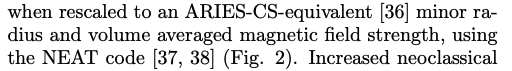 when rescaled to an ARIES-CS-equivalent [36] minor ra-
dius and volume averaged magnetic field strength, using
the NEAT code [37, 38] (Fig. 2). Increased neoclassical